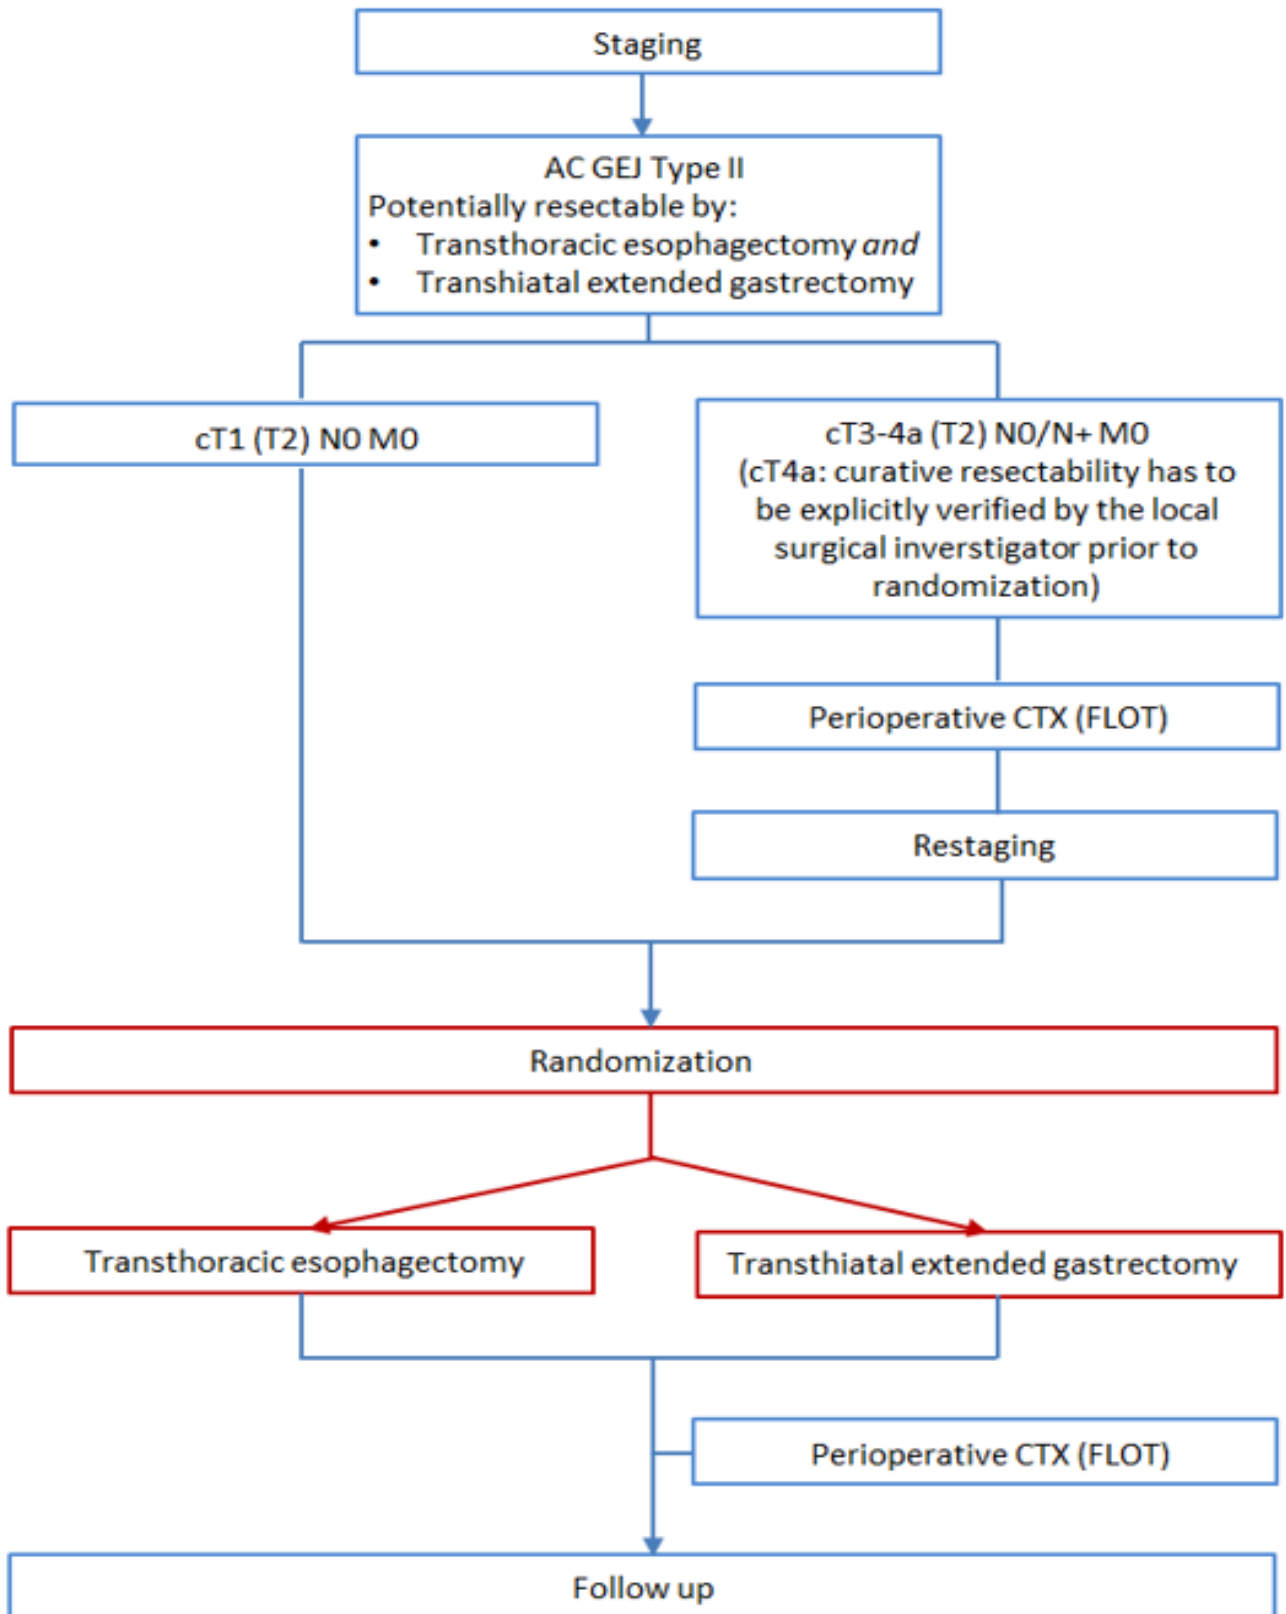 Staging
AC GEJ Type II
Potentially resectable by:
• Transthoracic esophagectomy and
• Transhiatal extended gastrectomy
cT1 (T2) N0 M0
cT3-4a (T2) N0/N+ M0
(cT4a: curative resectability has to
be explicitly verified by the local
surgical inverstigator prior to
randomization)
Perioperative CTX (FLOT)
Restaging
Randomization
Transthoracic esophagectomy
Transthiatal extended gastrectomy
Perioperative CTX (FLOT)
Follow up